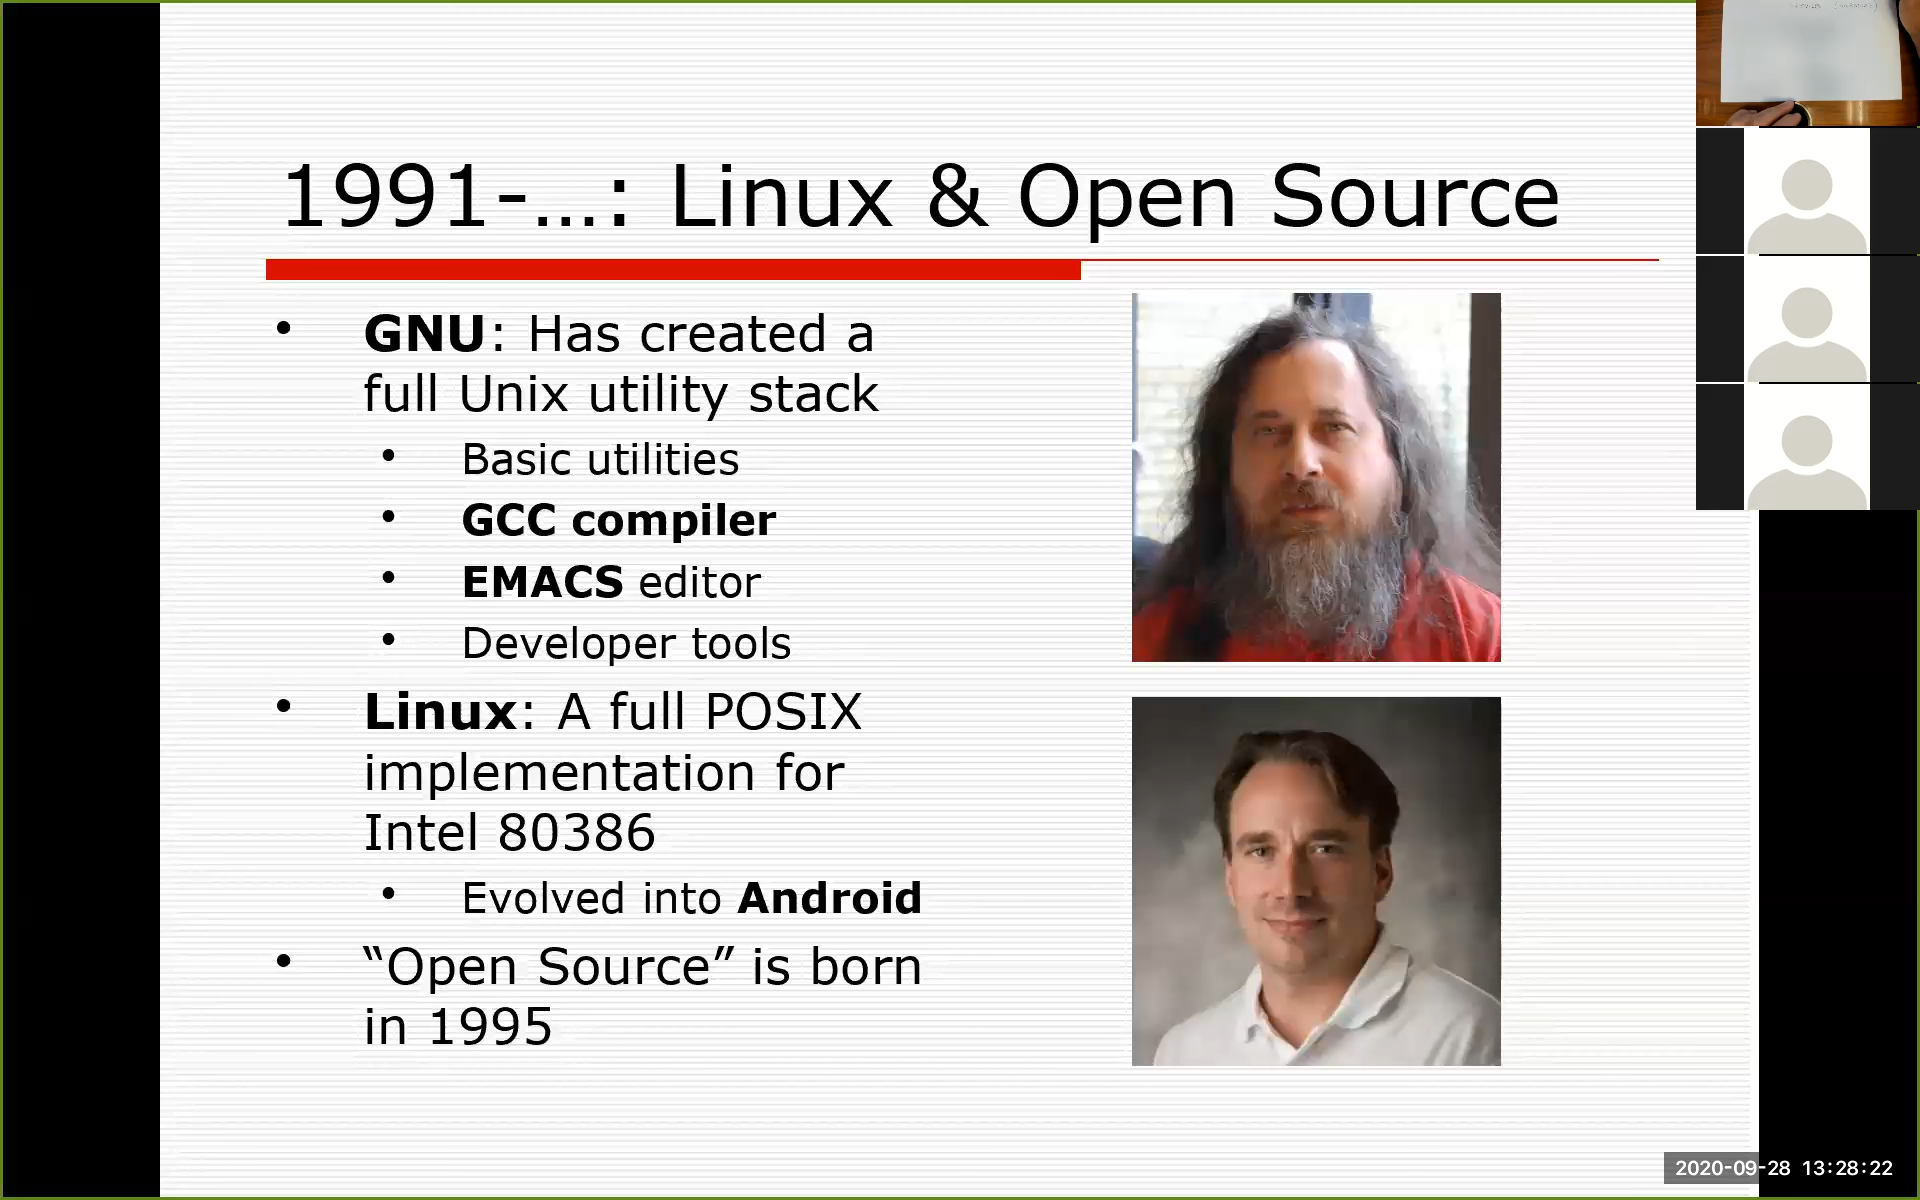 1991-…: Linux & Open Source
• GNU: Has created a
full Unix utility stack
• Basic utilities
• GCC compiler
• EMACS editor
• Developer tools
• Linux: A full POSIX
implementation for
Intel 80386
• Evolved into Android
• “Open Source” is born
in 1995
2020-09-28 13:28:22